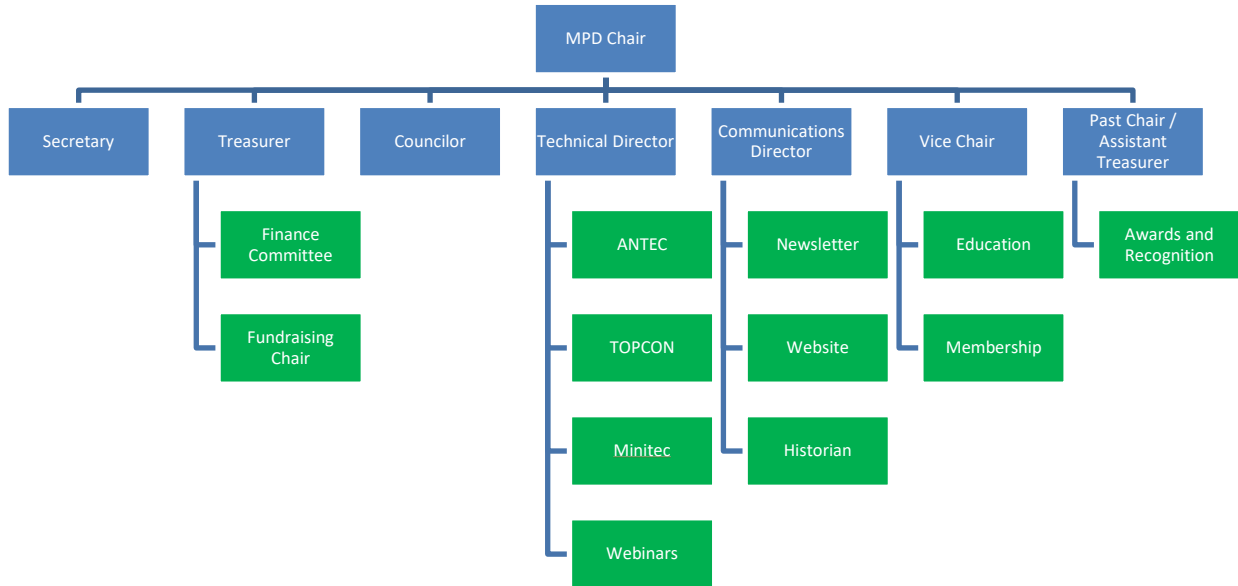 MPD Chair
Secretary
Treasurer
Councilor
Technical Director
Communications
Director
Vice Chair
Past Chair /
Assistant
Treasurer
Finance
Committee
Fundraising
Chair
ANTEC
TOPCON
Minitec
Webinars
Newsletter
Website
Historian
Education
Membership
Awards and
Recognition